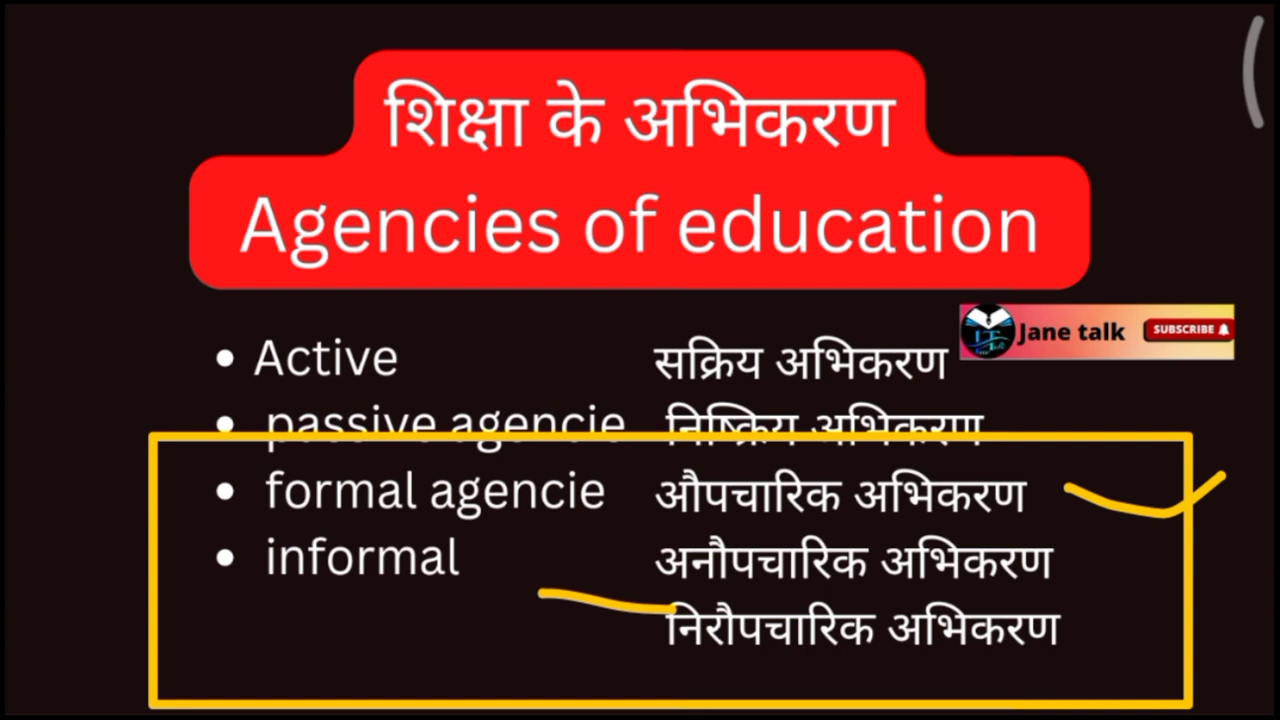 शिक्षा के अभिकरण
Agencies of education
Jane talk SUBSCRIBE
• Active सक्रिय अभिकरण
• passive agencie निष्क्रिय अभिकरण
• formal agencie औपचारिक अभिकरण
• informal अनौपचारिक अभिकरण
निरौपचारिक अभिकरण